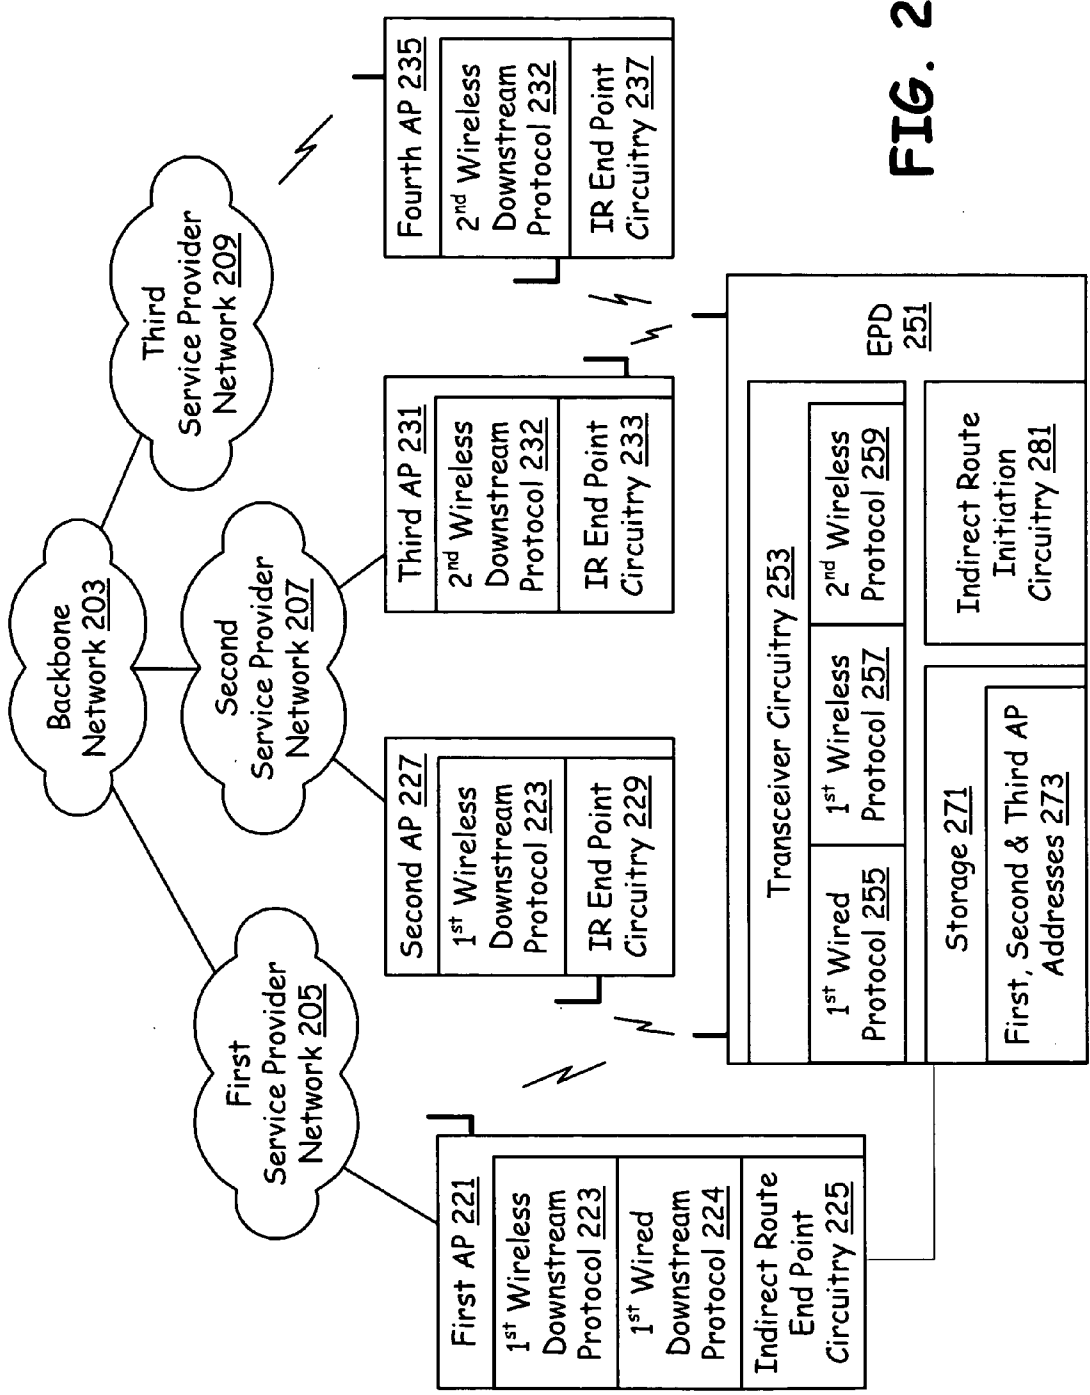 Backbone
Network 203
First
Service Provider
Network 205
Second
Service Provider
Network 207
Third
Service Provider
Network 209
First AP 221
1st Wireless
Downstream
Protocol 223
1st Wired
Downstream
Protocol 224
Indirect Route
End Point
Circuitry 225
Second AP 227
1st Wireless
Downstream
Protocol 223
IR End Point
Circuitry 229
Third AP 231
2nd Wireless
Downstream
Protocol 232
IR End Point
Circuitry 233
Fourth AP 235
2nd Wireless
Downstream
Protocol 232
IR End Point
Circuitry 237
Transceiver Circuitry 253
1st Wired
Protocol 255
1st Wireless
Protocol 257
2nd Wireless
Protocol 259
EPD
251
Storage 271
First, Second & Third AP
Addresses 273
Indirect Route
Initiation
Circuitry 281
FIG. 2